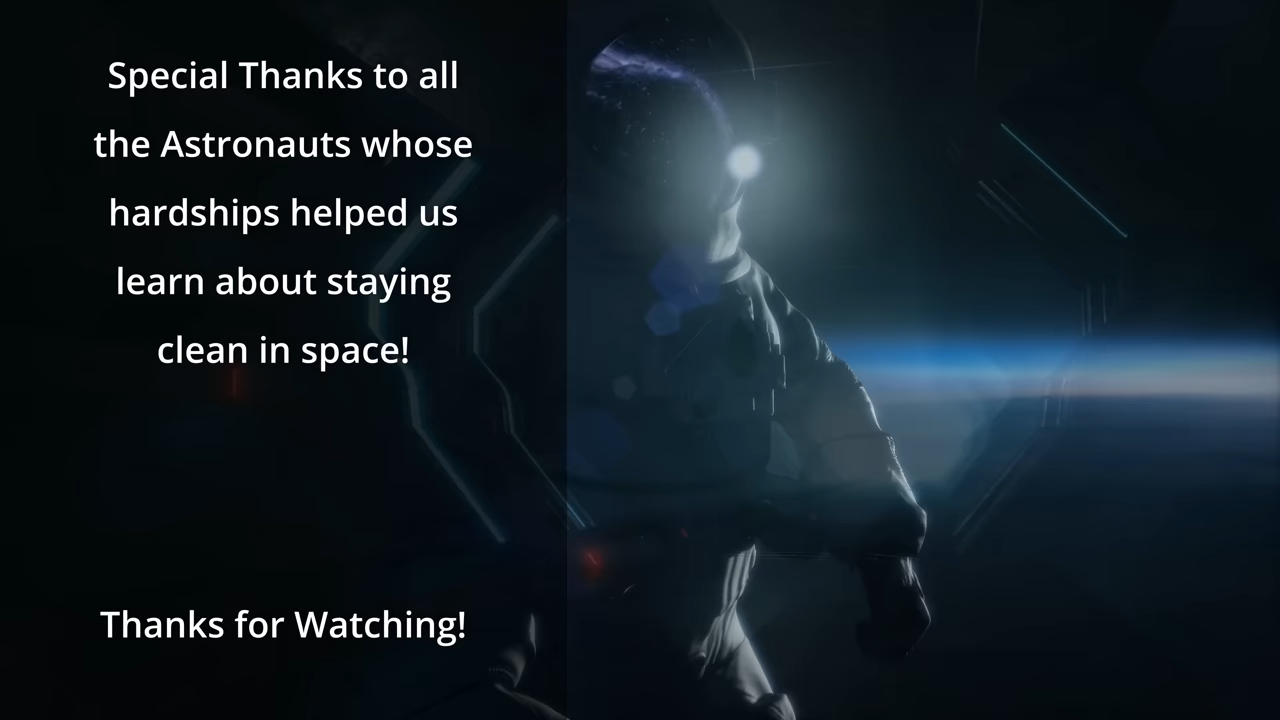 Special Thanks to all
the Astronauts whose
hardships helped us
learn about staying
clean in space!
Thanks for Watching!